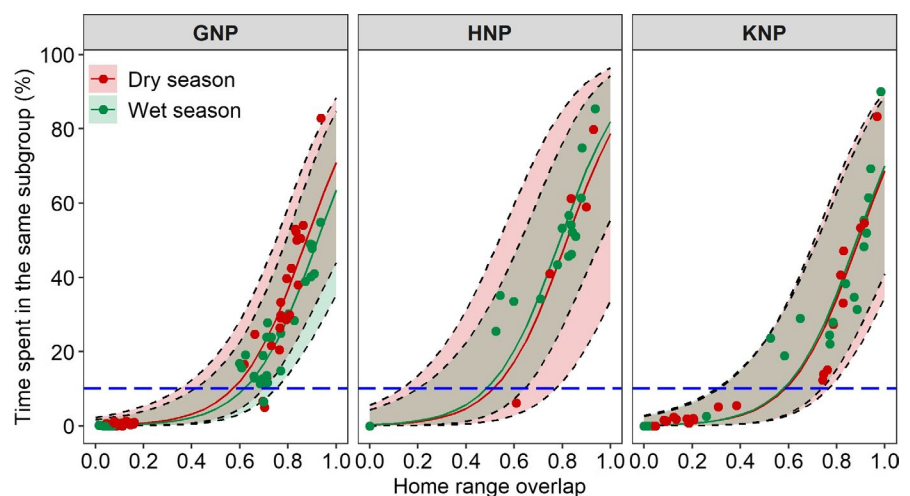 GNP HNP KNP
Time spent in the same subgroup (%)
100
80
60
40
20
0
Dry season
Wet season
0.0 0.2 0.4 0.6 0.8 1.0 0.0 0.2 0.4 0.6 0.8 1.0 0.0 0.2 0.4 0.6 0.8 1.0
Home range overlap